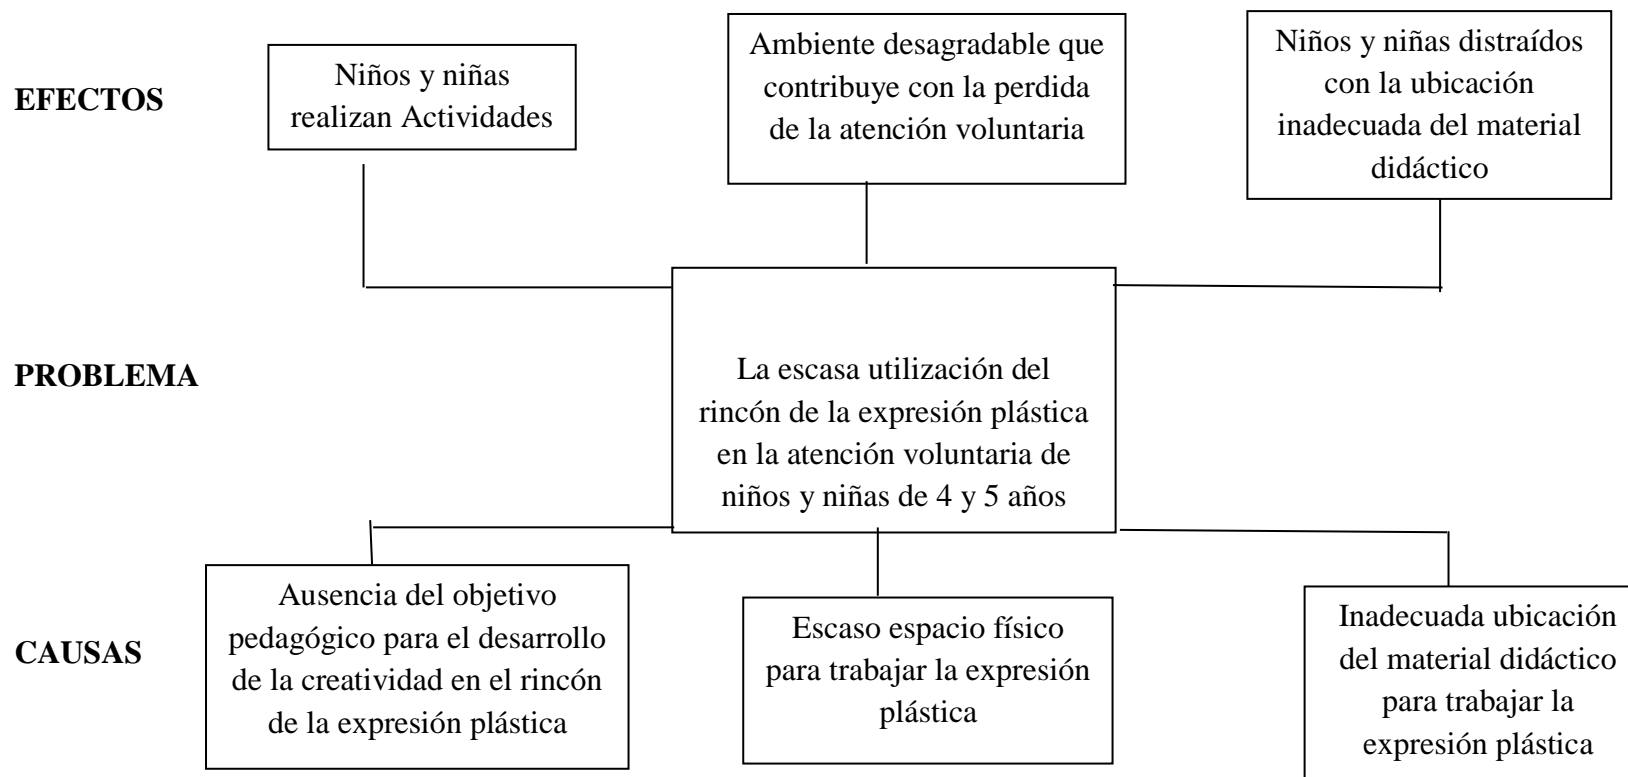 EFECTOS
Niños y niñas
realizan Actividades
Ambiente desagradable que
contribuye con la perdida
de la atención voluntaria
Niños y niñas distraídos
con la ubicación
inadecuada del material
didáctico
PROBLEMA
La escasa utilización del
rincón de la expresión plástica
en la atención voluntaria de
niños y niñas de 4 y 5 años
CAUSAS
Ausencia del objetivo
pedagógico para el desarrollo
de la creatividad en el rincón
de la expresión plástica
Escaso espacio físico
para trabajar la expresión
plástica
Inadecuada ubicación
del material didáctico
para trabajar la
expresión plástica